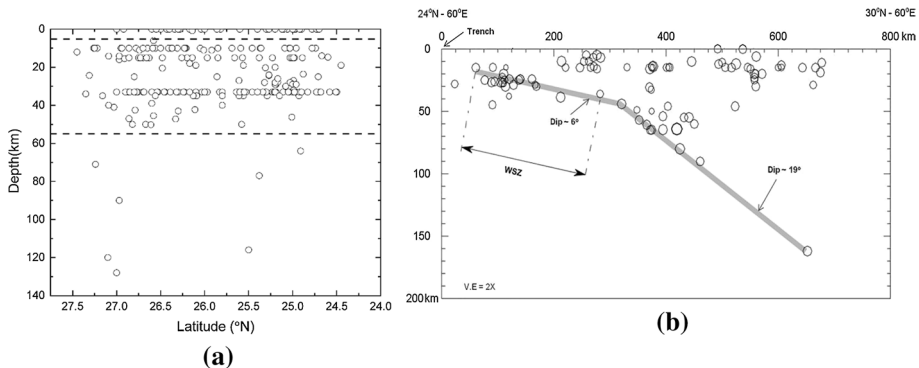 0
20
40
60
80
100
120
140
Depth(km)
27.5
27.0
26.5
26.0
25.5
25.0
24.5
24.0
Latitude (°N)
(a)
24°N - 60°E
30°N - 60°E
Trench
0
200
400
600
800 km
0
50
100
150
200km
Dip ~ 6°
WSZ
Dip ~ 19°
V.E = 2X
(b)